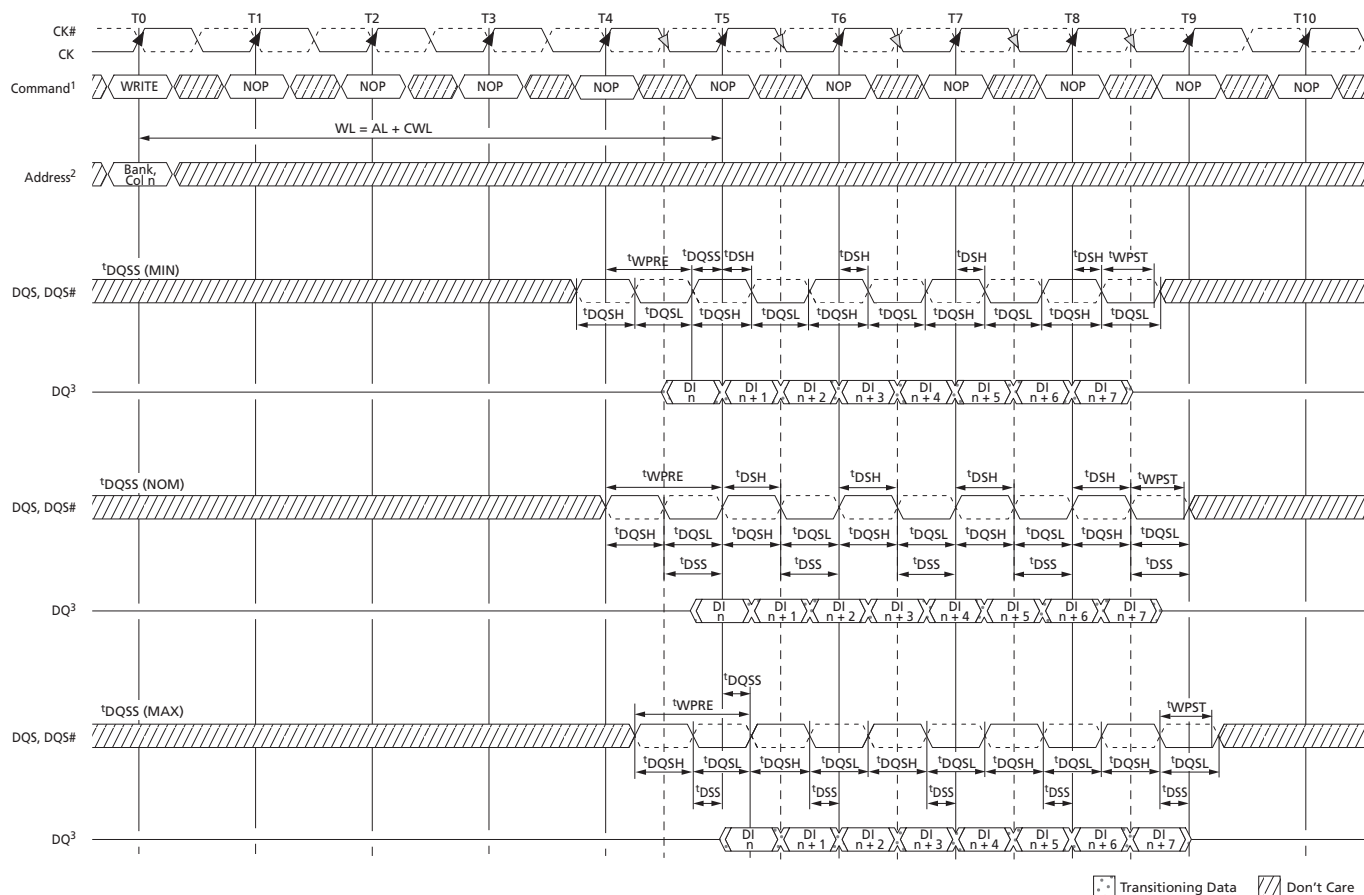 T0 T1 T2 T3 T4 T5 T6 T7 T8 T9 T10
CK#
CK
Command¹ WRITE NOP NOP NOP NOP NOP NOP NOP NOP NOP NOP
WL = AL + CWL
Address² Bank, Col n
tDQSS (MIN) tWPRE tDQSS tDSH tDSH tDSH tDSH tWPST
DQS, DQS#
tDQSH tDQSL tDQSH tDQSL tDQSH tDQSL tDQSH tDQSL tDQSH tDQSL
DQ³ DI n DI n + 1 DI n + 2 DI n + 3 DI n + 4 DI n + 5 DI n + 6 DI n + 7
tDQSS (NOM) tWPRE tDSH tDSH tDSH tDSH tWPST
DQS, DQS#
tDQSH tDQSL tDQSH tDQSL tDQSH tDQSL tDQSH tDQSL tDQSH tDQSL
tDSS tDSS tDSS tDSS tDSS
DQ³ DI n DI n + 1 DI n + 2 DI n + 3 DI n + 4 DI n + 5 DI n + 6 DI n + 7
tDQSS
tDQSS (MAX) tWPRE tWPST
DQS, DQS#
tDQSH tDQSL tDQSH tDQSL tDQSH tDQSL tDQSH tDQSL tDQSH tDQSL
tDSS tDSS tDSS tDSS tDSS
DQ³ DI n DI n + 1 DI n + 2 DI n + 3 DI n + 4 DI n + 5 DI n + 6 DI n + 7
Transitioning Data Don't Care